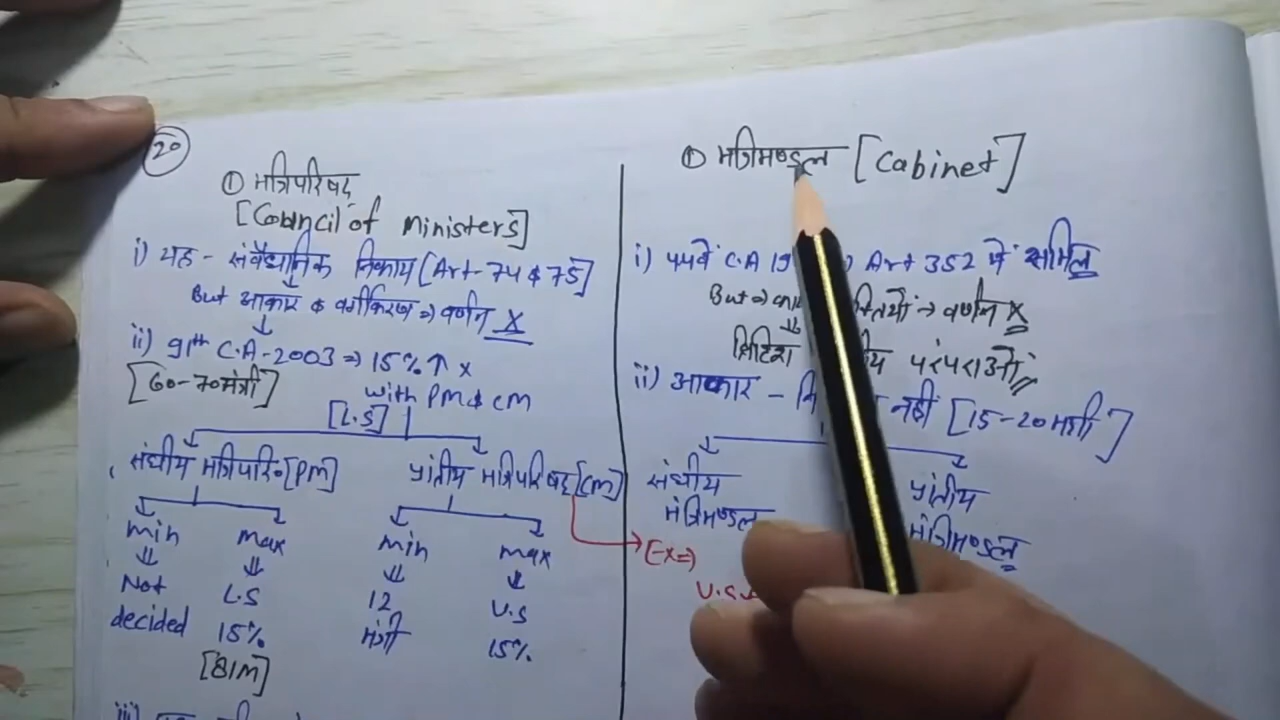 20
① मंत्रिपरिषद्
[Council of Ministers]
i) यह - संवैधानिक निकाय [Art-74 & 75]
But आकार & वर्गीकरण ⇒ वर्णन X
ii) 91th C.A-2003 ⇒ 15% ↑ x
[60-70मंत्री]
with PM & CM
[L.S]
संघीय मंत्रिपरि० [PM]
प्रांतीय मंत्रिपरिषद् [CM]
min
max
min
max
Not
decided
L.S
15%
[81M]
12
मंत्री
V.S
15%
① मंत्रिमण्डल [Cabinet]
i) 44वें C.A 19 Art 352 में शामिल
But ⇒ → वर्णन X
ब्रिटिश परंपराओं
ii) आकार - नहीं [15-20मंत्री]
संघीय
मंत्रिमण्डल
प्रांतीय
मंत्रिमण्डल
Ex ⇒